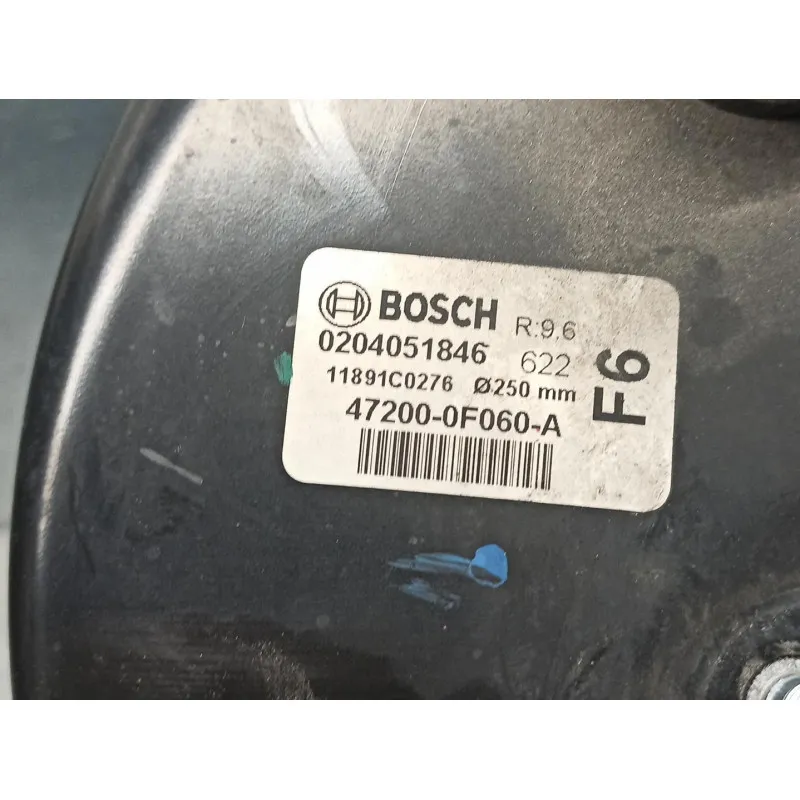 BOSCH R:9.6
0204051846 622
11891C0276 Ø250 mm
47200-0F060-A
F6